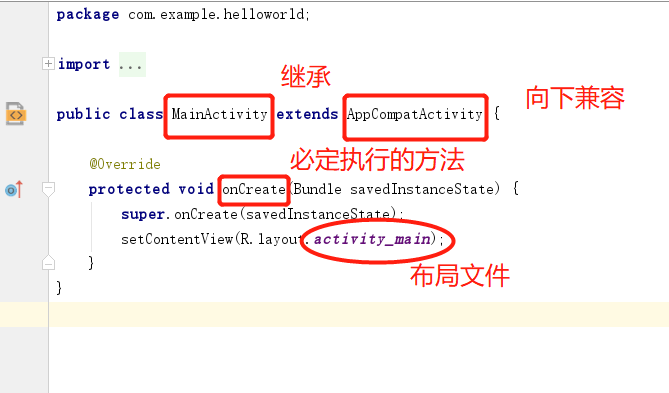 package com.example.helloworld;
import ...
继承
向下兼容
public class MainActivity extends AppCompatActivity {
@Override
必定执行的方法
protected void onCreate(Bundle savedInstanceState) {
super.onCreate(savedInstanceState);
setContentView(R.layout.activity_main);
}
布局文件
}